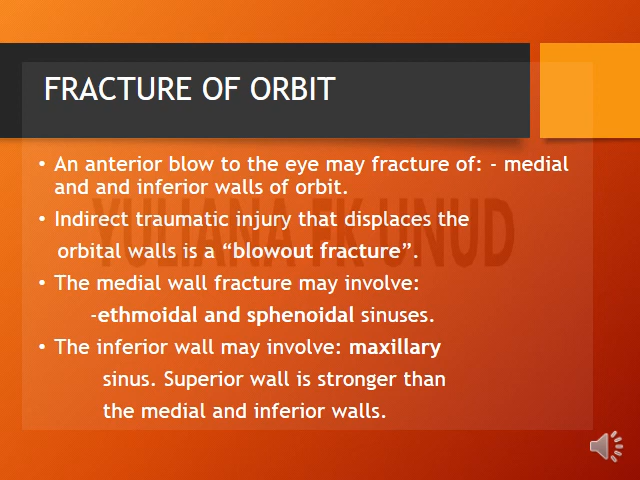 FRACTURE OF ORBIT
• An anterior blow to the eye may fracture of: - medial
and and inferior walls of orbit.
YULIANA FK UNUD
• Indirect traumatic injury that displaces the
orbital walls is a “blowout fracture”.
• The medial wall fracture may involve:
-ethmoidal and sphenoidal sinuses.
• The inferior wall may involve: maxillary
sinus. Superior wall is stronger than
the medial and inferior walls.